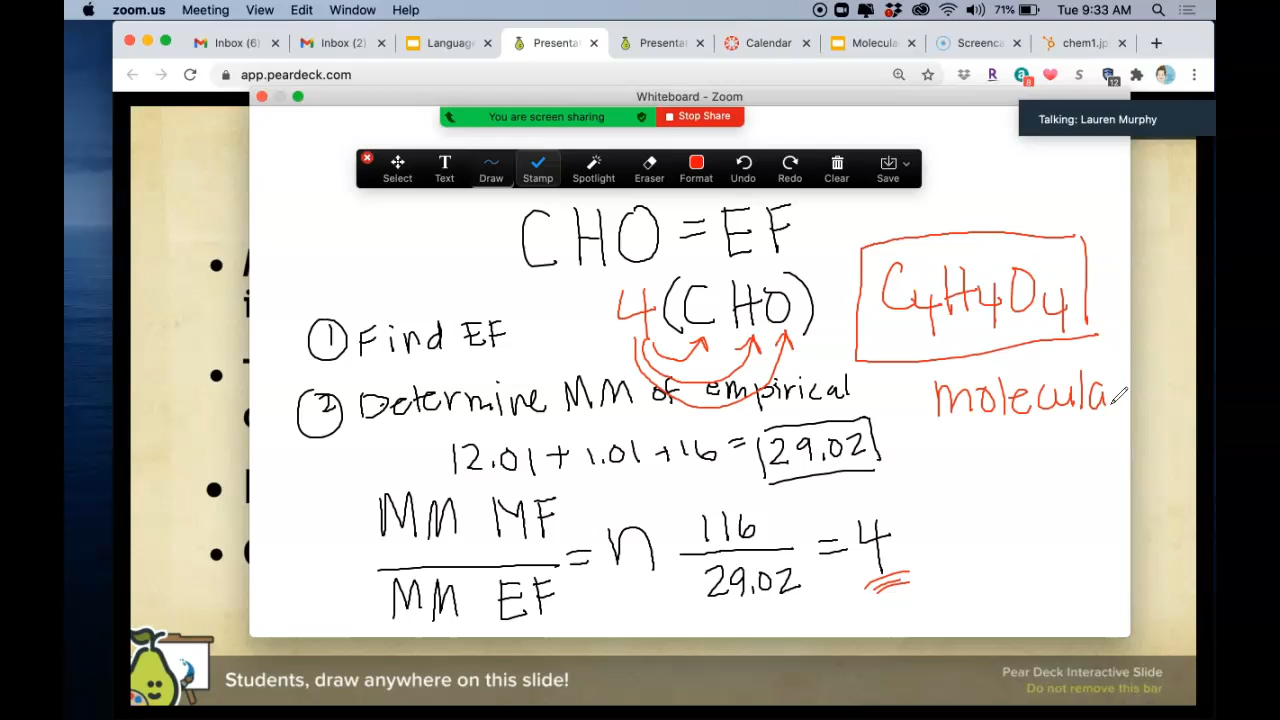 zoom.us Meeting View Edit Window Help 71% Tue 9:33 AM
Inbox (6) Inbox (2) Languag Presenta Presenta Calendar Molecula Screenca chem1.jp
app.peardeck.com 8 12
Whiteboard - Zoom
You are screen sharing Stop Share
Talking: Lauren Murphy
Select Text Draw Stamp Spotlight Eraser Format Undo Redo Clear Save
CHO = EF
4(CHO)
C4H4O4
① Find EF
② Determine MM of empirical
molecula
12.01 + 1.01 + 16 = 29.02
MM MF
MM EF
= n
116
29.02
= 4
Students, draw anywhere on this slide!
Pear Deck Interactive Slide
Do not remove this bar